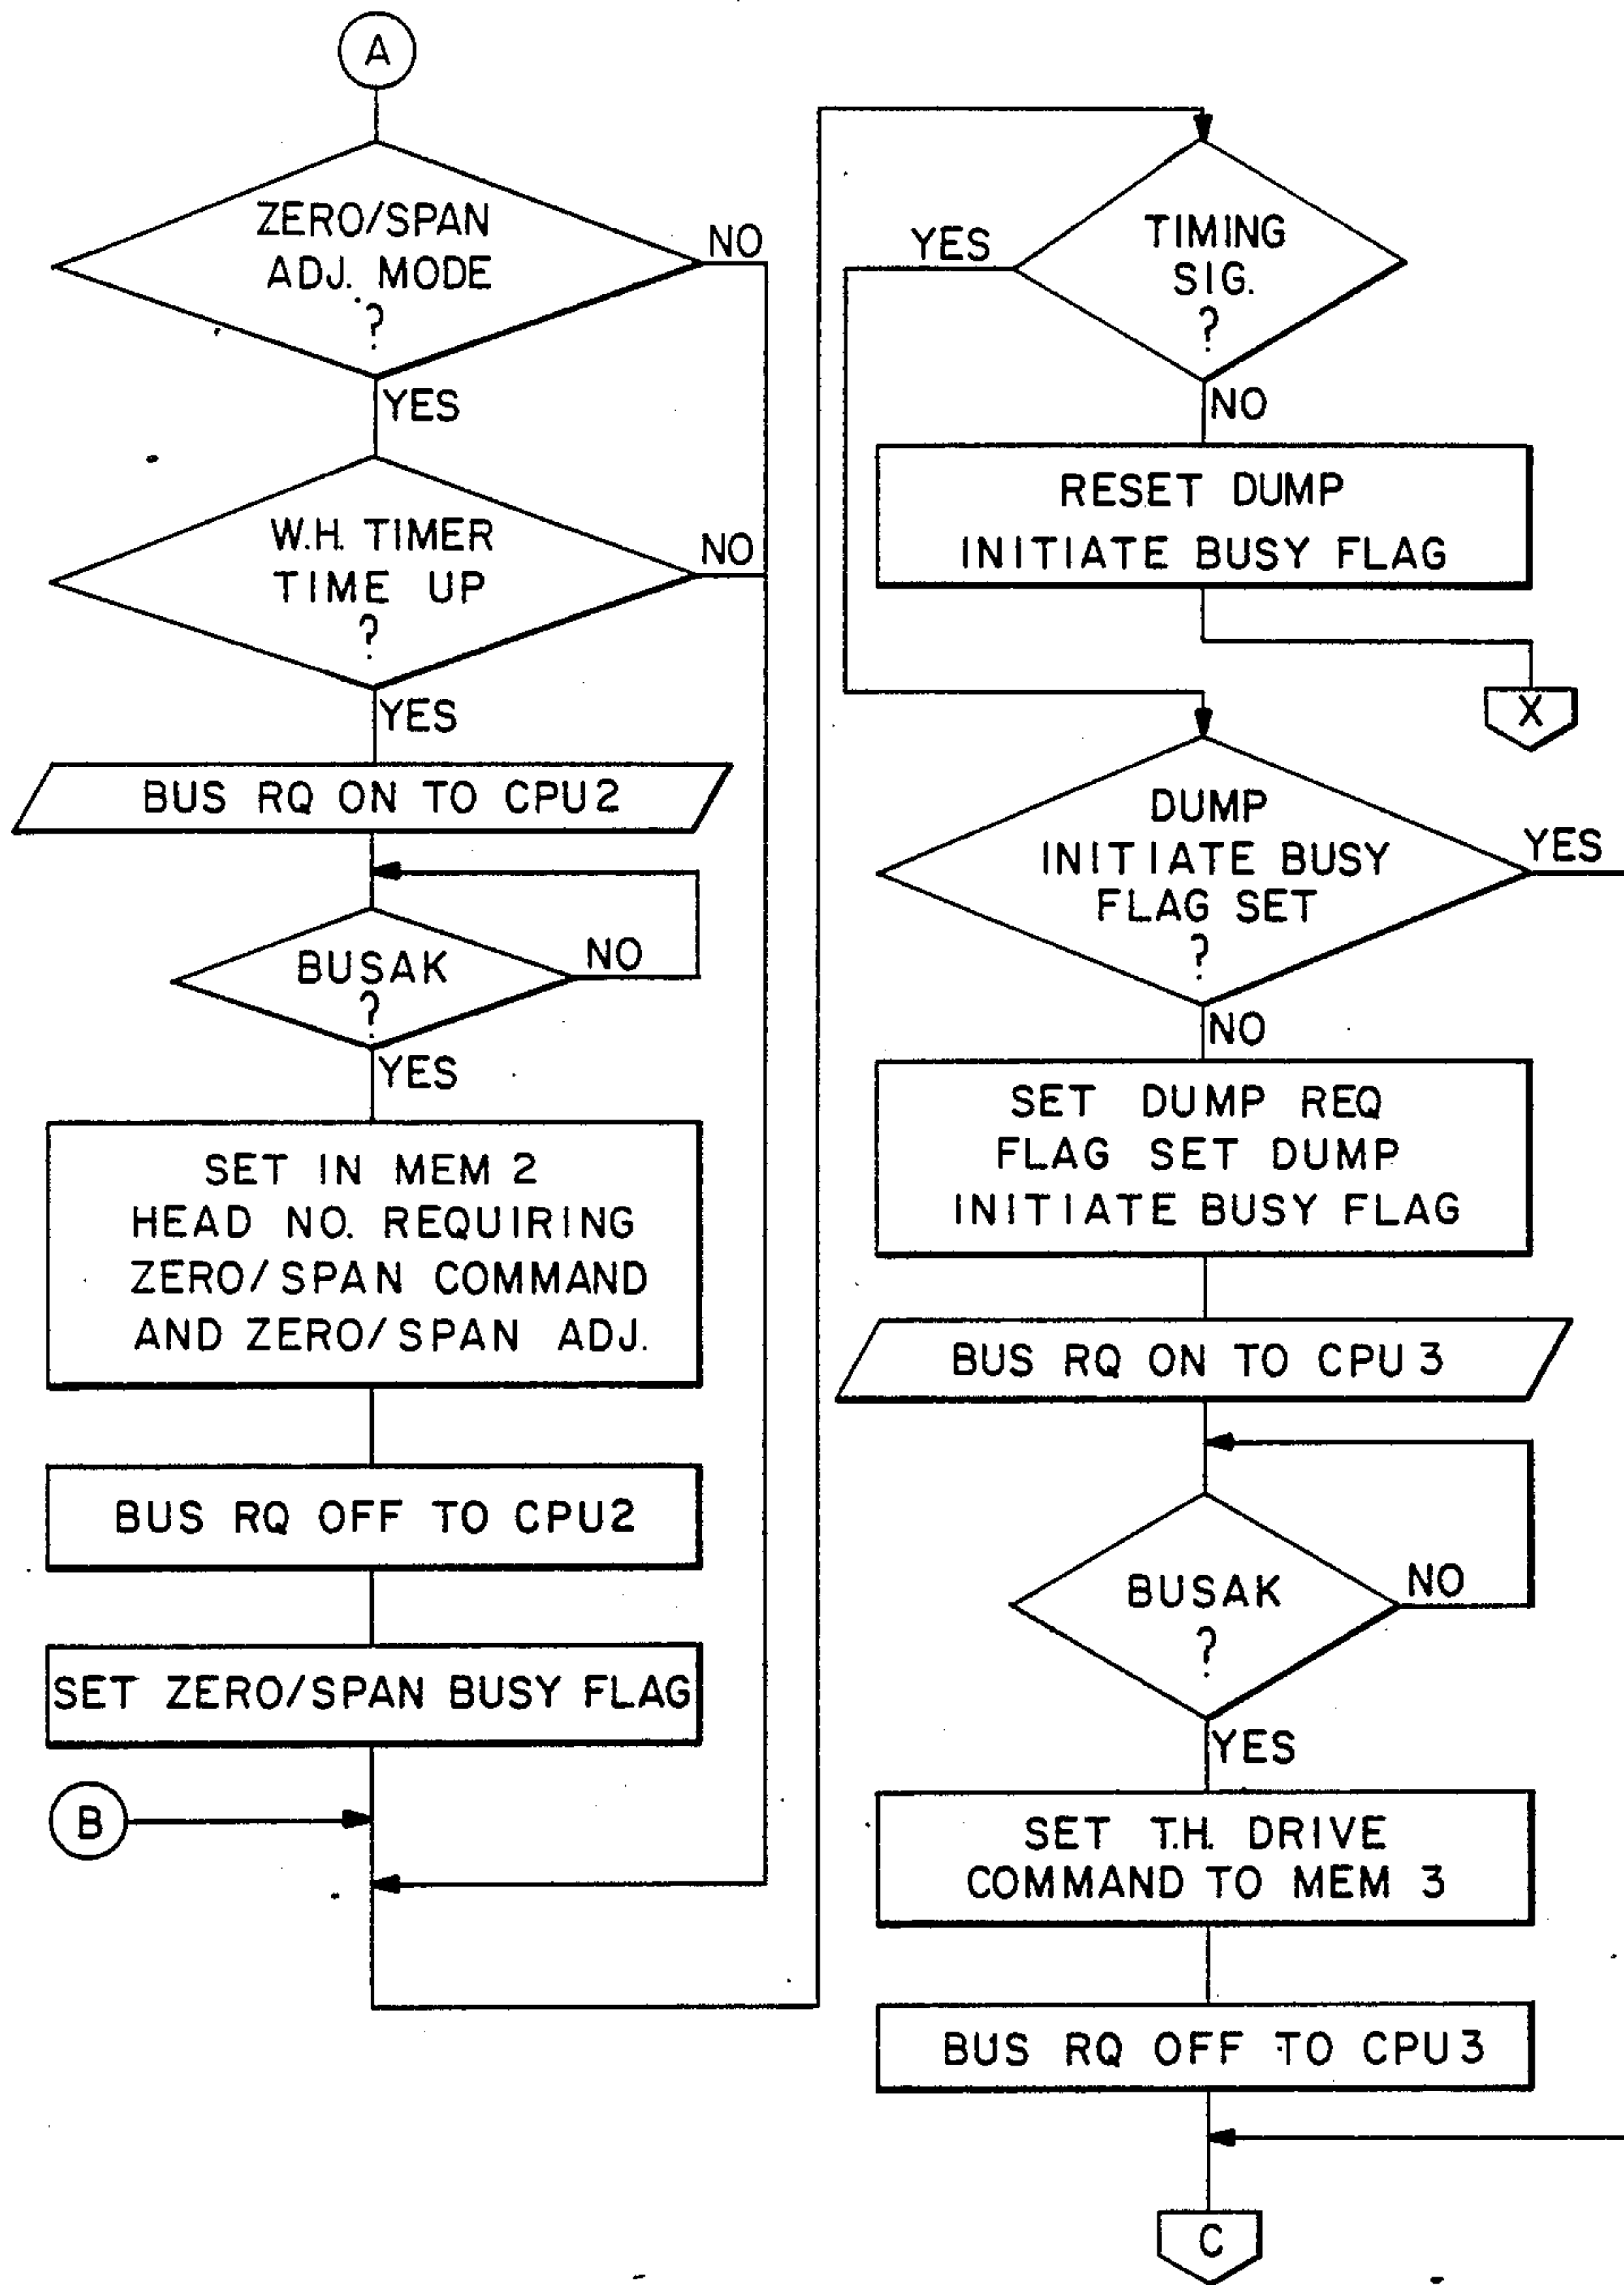 A
ZERO/SPAN
ADJ. MODE
?
NO
YES
W.H. TIMER
TIME UP
?
NO
YES
BUS RQ ON TO CPU2
BUSAK
?
NO
YES
SET IN MEM 2
HEAD NO. REQUIRING
ZERO/SPAN COMMAND
AND ZERO/SPAN ADJ.
BUS RQ OFF TO CPU2
SET ZERO/SPAN BUSY FLAG
B
TIMING
SIG.
?
YES
NO
RESET DUMP
INITIATE BUSY FLAG
X
DUMP
INITIATE BUSY
FLAG SET
?
YES
NO
SET DUMP REQ
FLAG SET DUMP
INITIATE BUSY FLAG
BUS RQ ON TO CPU 3
BUSAK
?
NO
YES
SET T.H. DRIVE
COMMAND TO MEM 3
BUS RQ OFF TO CPU3
C